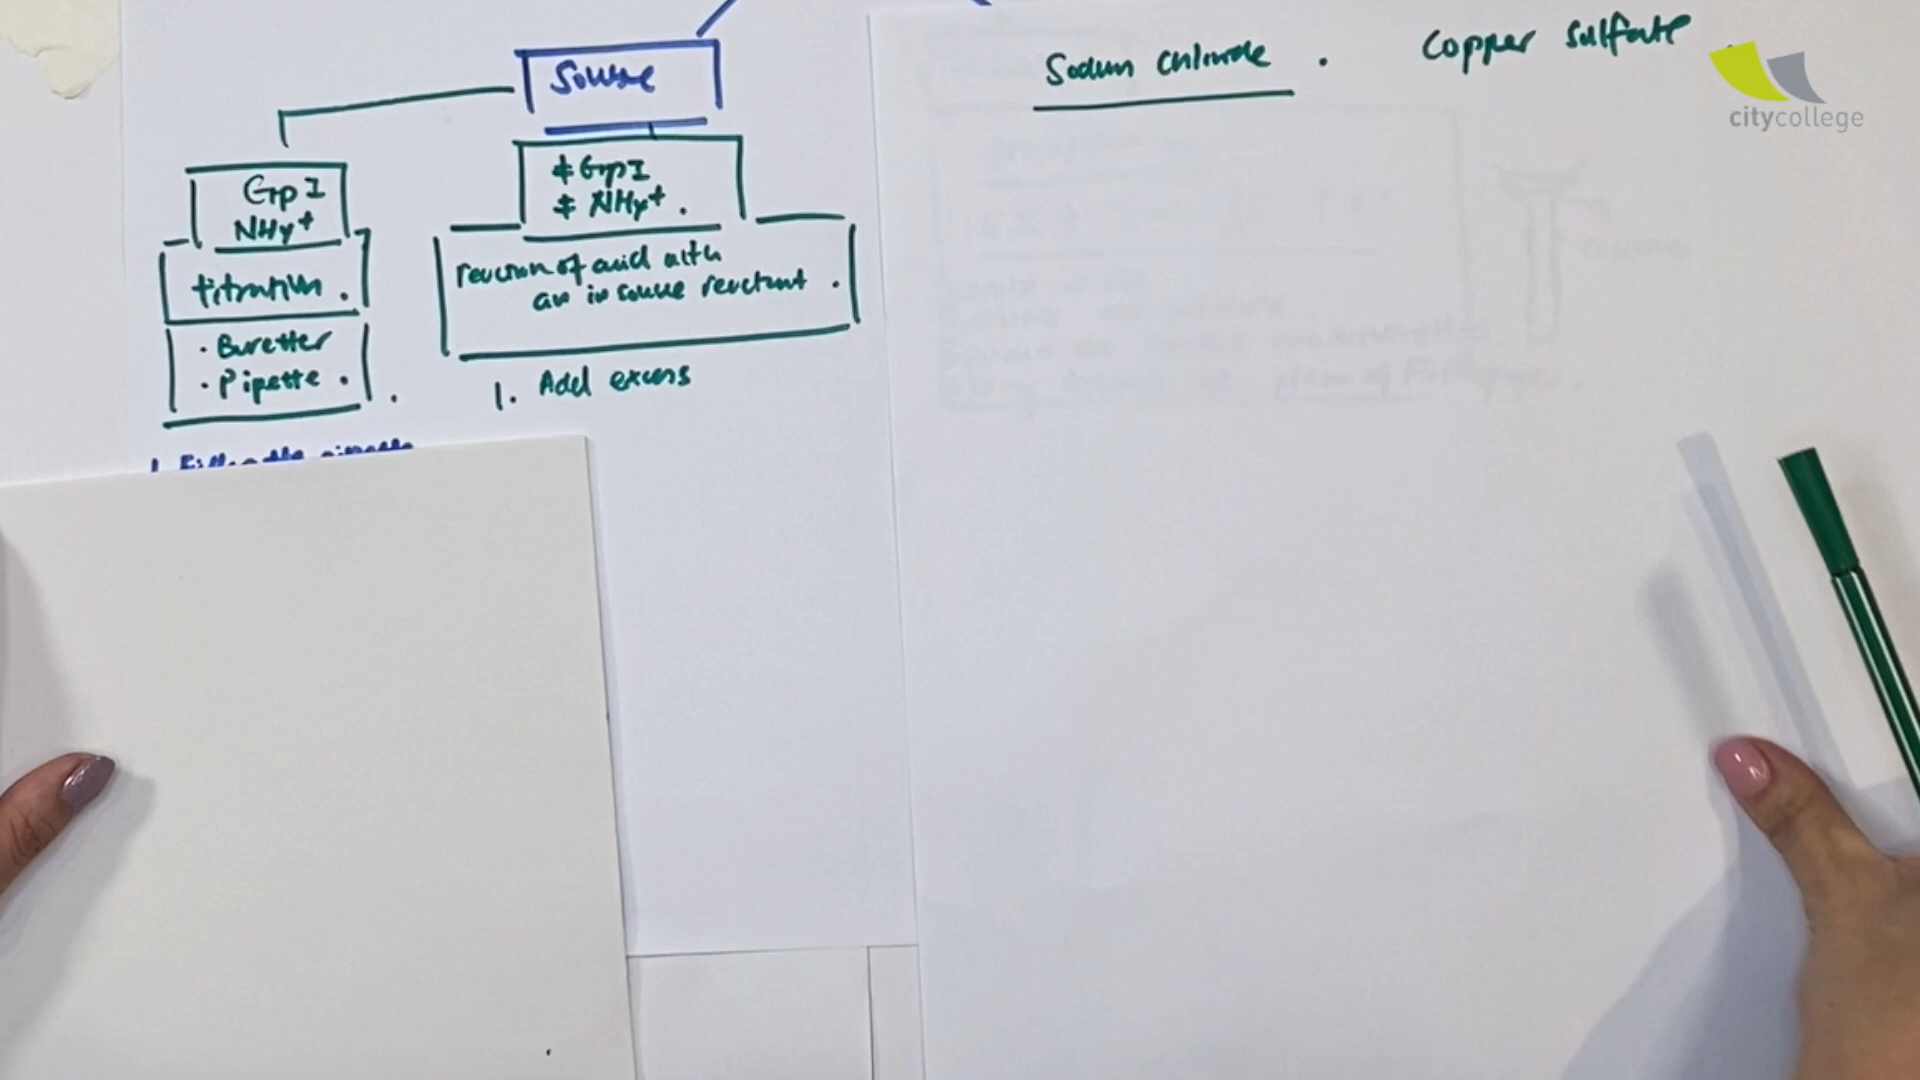 Soluble
Grp I
NH4+
titration.
· Burette
· Pipette.
≠ Grp I
≠ NH4+.
reaction of acid with
an insoluble reactant.
1. Add excess
Sodium chloride.
Copper sulfate
citycollege